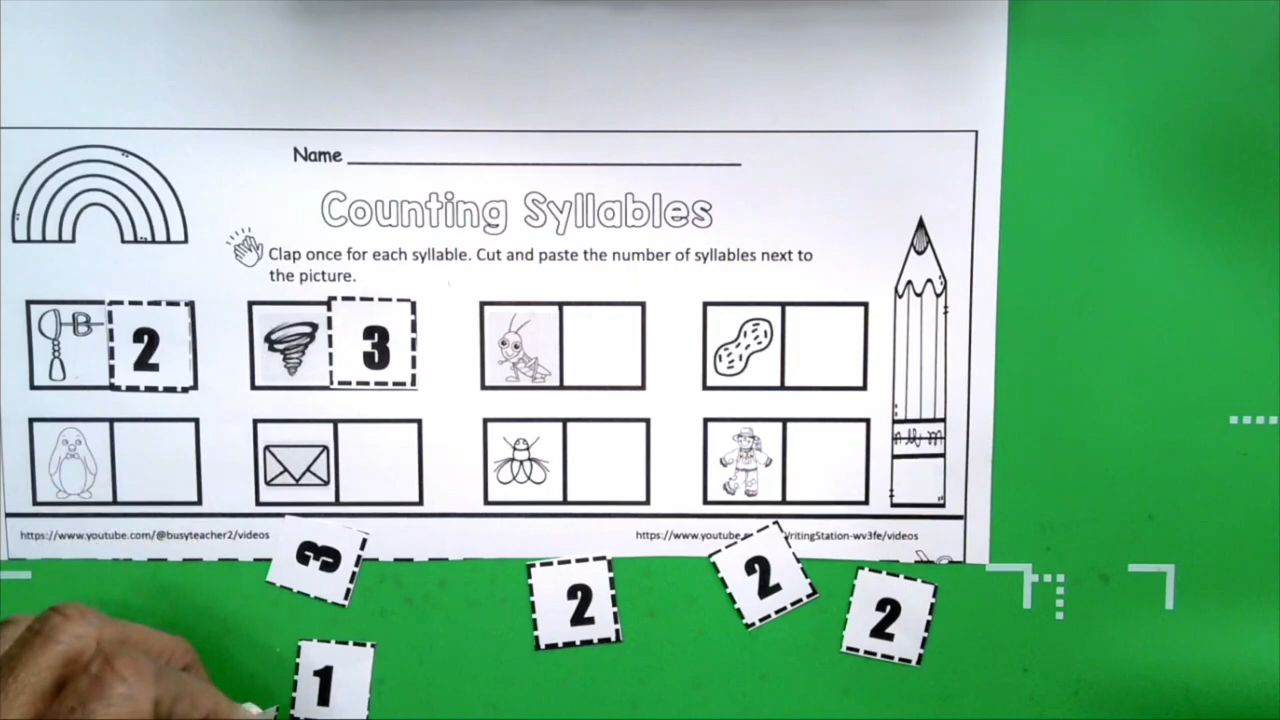 Name
Counting Syllables
Clap once for each syllable. Cut and paste the number of syllables next to
the picture.
B 2 3
https://www.youtube.com/@busyteacher2/videos https://www.youtube. WritingStation-wv3fe/videos
3 2 2 2
1